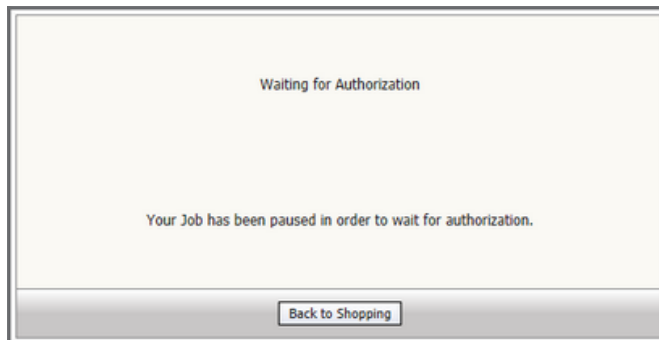 Waiting for Authorization
Your Job has been paused in order to wait for authorization.
Back to Shopping